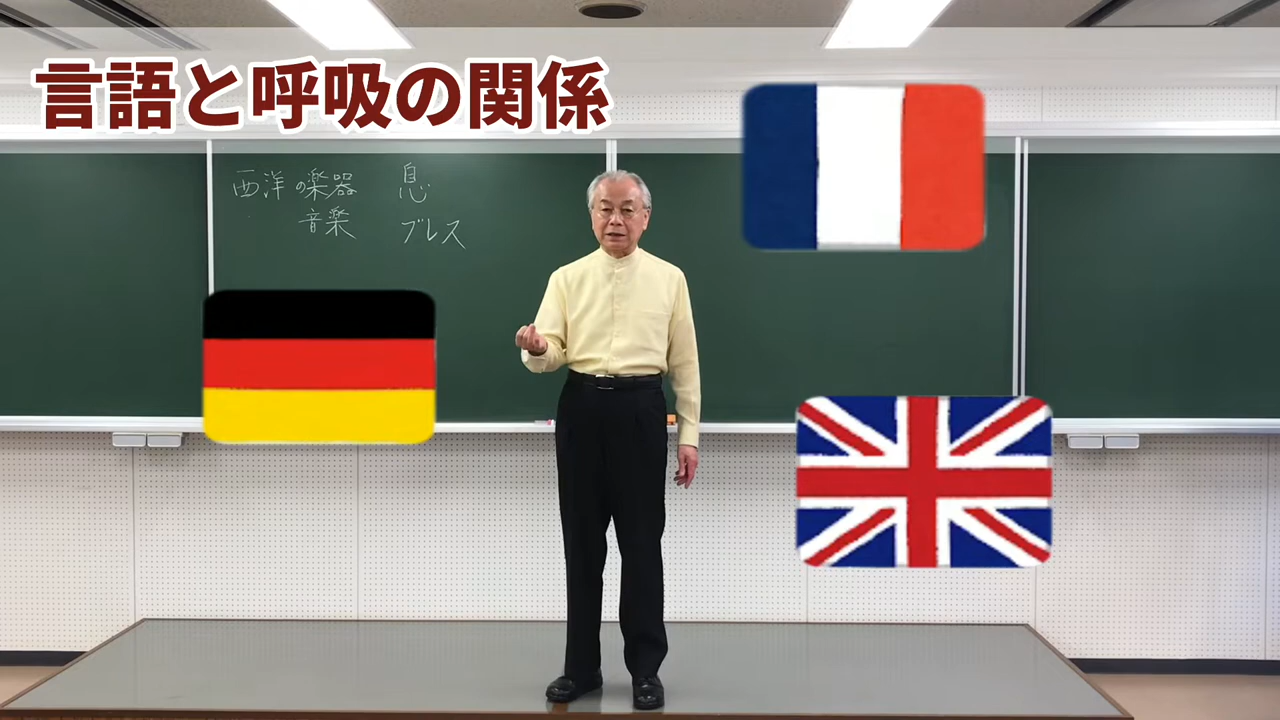 言語と呼吸の関係
西洋の楽器 息
音楽 ブレス